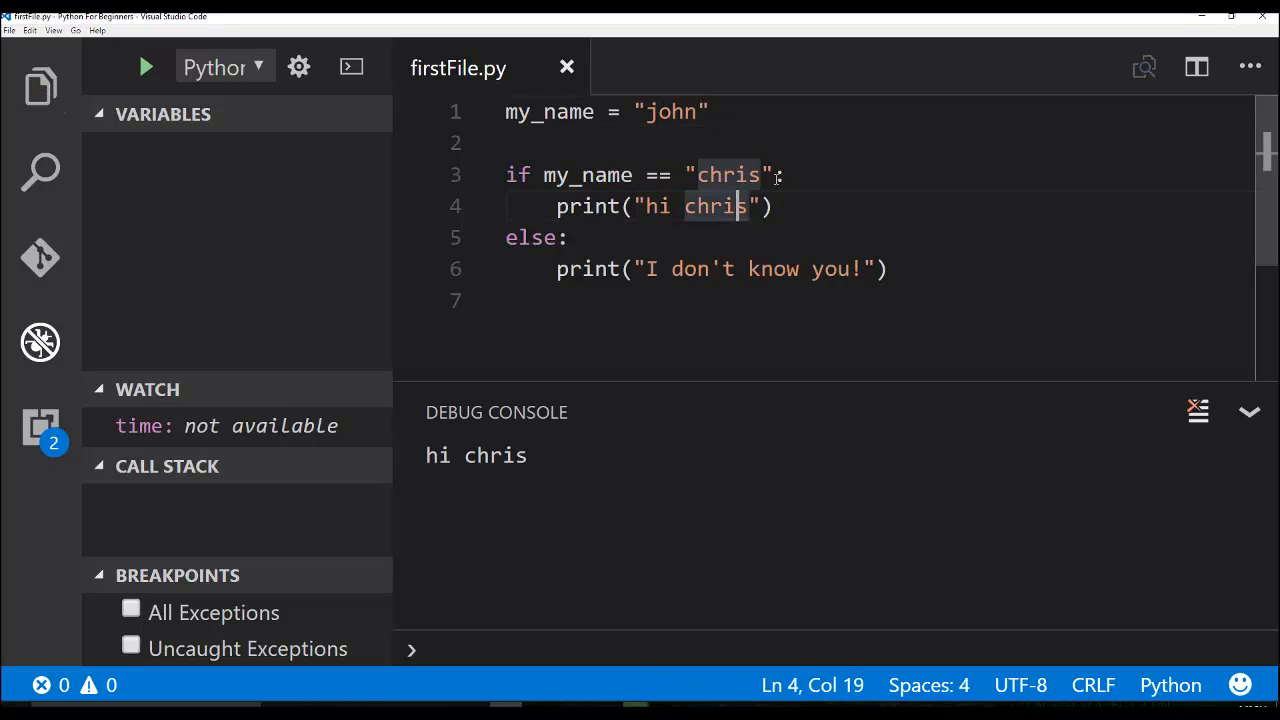 firstFile.py - Python For Beginners - Visual Studio Code
File Edit View Go Help
Python
firstFile.py
VARIABLES
1 my_name = "john"
2
3 if my_name == "chris":
4 print("hi chris")
5 else:
6 print("I don't know you!")
7
WATCH
time: not available
CALL STACK
BREAKPOINTS
All Exceptions
Uncaught Exceptions
2
DEBUG CONSOLE
hi chris
0 0
Ln 4, Col 19 Spaces: 4 UTF-8 CRLF Python